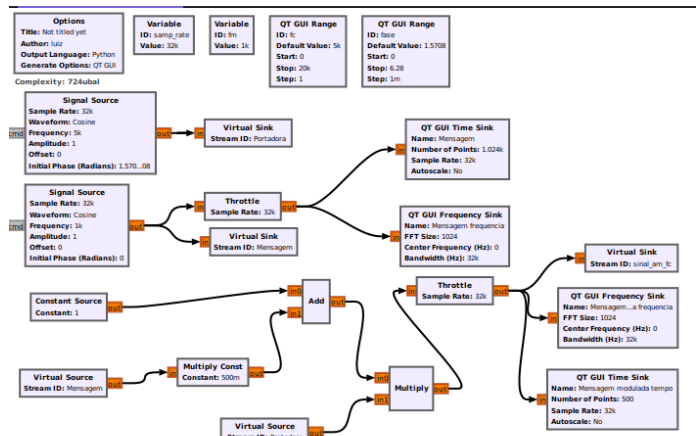 Options
Title: Not titled yet
Author: luiz
Output Language: Python
Generate Options: QT GUI
Variable
ID: samp_rate
Value: 32k
Variable
ID: fm
Value: 1k
QT GUI Range
ID: fc
Default Value: 5k
Start: 0
Stop: 20k
Step: 1
QT GUI Range
ID: fase
Default Value: 1.5708
Start: 0
Stop: 6.28
Step: 1m
Complexity: 724ubal
Signal Source
Sample Rate: 32k
Waveform: Cosine
Frequency: 5k
Amplitude: 1
Offset: 0
Initial Phase (Radians): 1.570...08
cmd
out
in
Virtual Sink
Stream ID: Portadora
in
QT GUI Time Sink
Name: Mensagem
Number of Points: 1.024k
Sample Rate: 32k
Autoscale: No
Signal Source
Sample Rate: 32k
Waveform: Cosine
Frequency: 1k
Amplitude: 1
Offset: 0
Initial Phase (Radians): 0
cmd
out
in
Throttle
Sample Rate: 32k
out
in
Virtual Sink
Stream ID: Mensagem
in
QT GUI Frequency Sink
Name: Mensagem frequencia
FFT Size: 1024
Center Frequency (Hz): 0
Bandwidth (Hz): 32k
Constant Source
Constant: 1
out
in0
in1
Add
out
in
Throttle
Sample Rate: 32k
out
in
Virtual Sink
Stream ID: sinal_am_fc
in
QT GUI Frequency Sink
Name: Mensagem...a frequencia
FFT Size: 1024
Center Frequency (Hz): 0
Bandwidth (Hz): 32k
Virtual Source
Stream ID: Mensagem
out
in
Multiply Const
Constant: 500m
out
in0
in1
Multiply
out
in
QT GUI Time Sink
Name: Mensagem modulada tempo
Number of Points: 500
Sample Rate: 32k
Autoscale: No
Virtual Source
Stream ID: Portadora
out